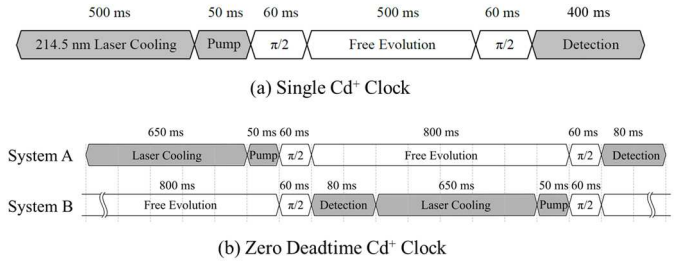 500 ms 50 ms 60 ms 500 ms 60 ms 400 ms
214.5 nm Laser Cooling Pump π/2 Free Evolution π/2 Detection
(a) Single Cd⁺ Clock
650 ms 50 ms 60 ms 800 ms 60 ms 80 ms
System A Laser Cooling Pump π/2 Free Evolution π/2 Detection
800 ms 60 ms 80 ms 650 ms 50 ms 60 ms
System B Free Evolution π/2 Detection Laser Cooling Pump π/2
(b) Zero Deadtime Cd⁺ Clock